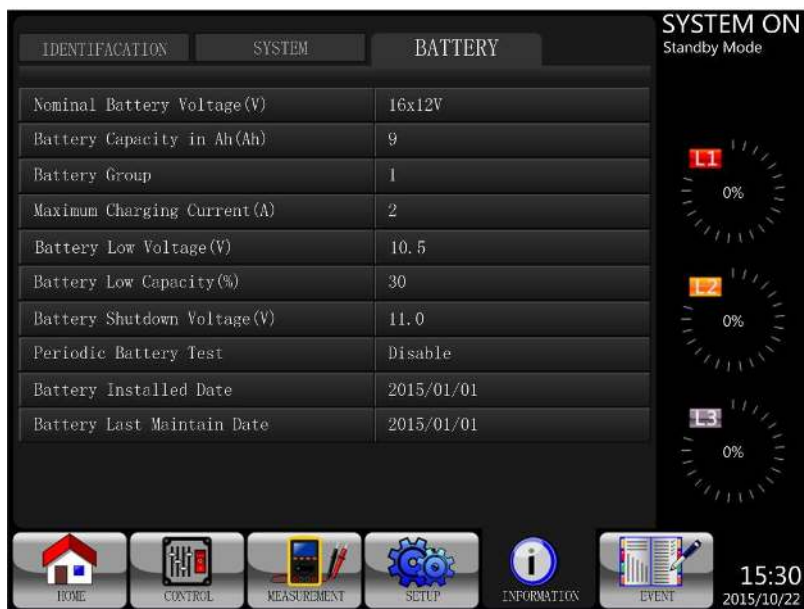 SYSTEM ON
Standby Mode
IDENTIFACATION SYSTEM BATTERY
Nominal Battery Voltage(V) 16x12V
Battery Capacity in Ah(Ah) 9
Battery Group 1
Maximum Charging Current(A) 2
Battery Low Voltage(V) 10.5
Battery Low Capacity(%) 30
Battery Shutdown Voltage(V) 11.0
Periodic Battery Test Disable
Battery Installed Date 2015/01/01
Battery Last Maintain Date 2015/01/01
L1
0%
L2
0%
L3
0%
HOME CONTROL MEASUREMENT SETUP INFORMATION EVENT
15:30
2015/10/22